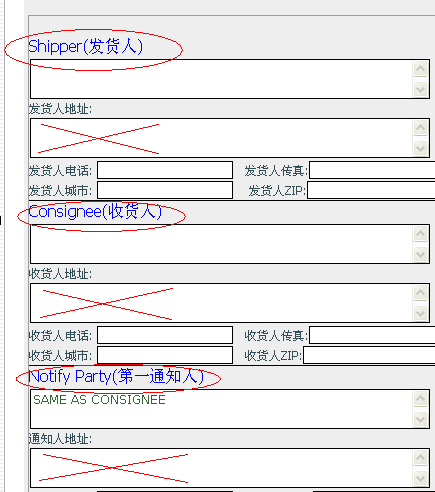 Shipper(发货人)
发货人地址:
发货人电话: 发货人传真:
发货人城市: 发货人ZIP:
Consignee(收货人)
收货人地址:
收货人电话: 收货人传真:
收货人城市: 收货人ZIP:
Notify Party(第一通知人)
SAME AS CONSIGNEE
通知人地址: